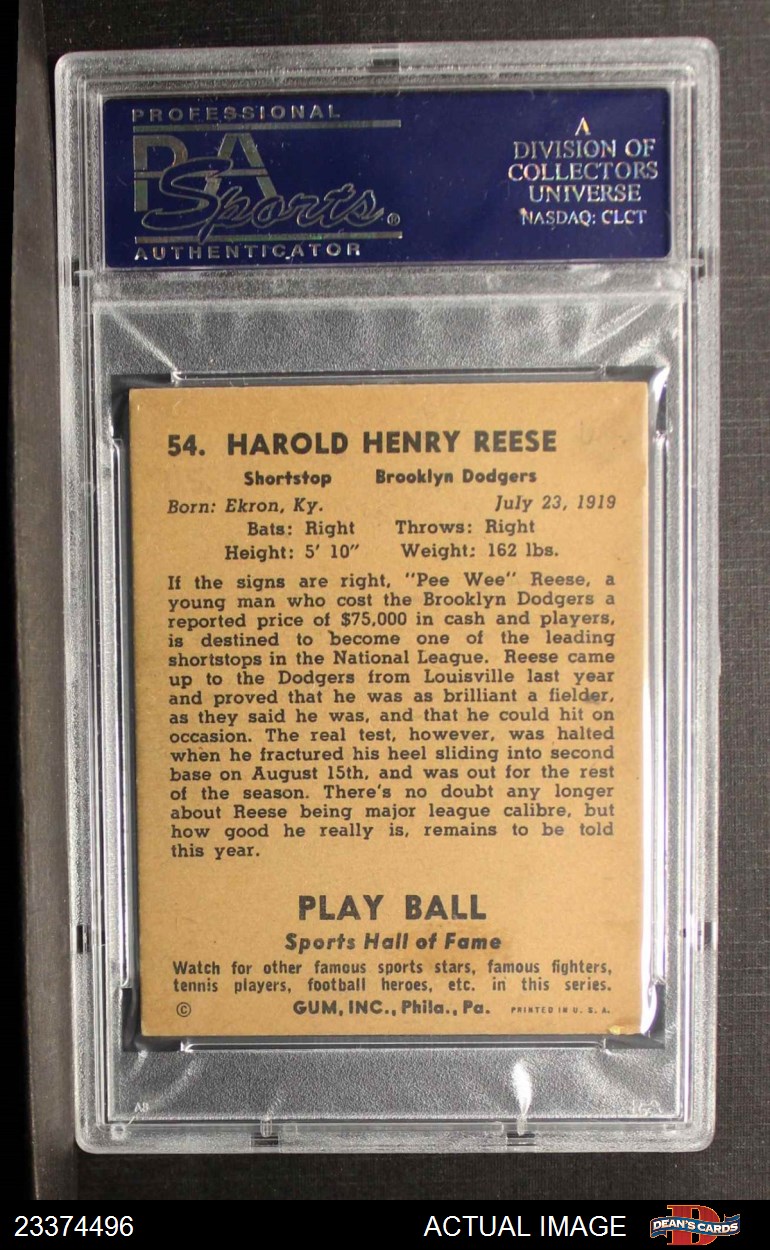 PROFESSIONAL
PSA
Sports®
AUTHENTICATOR
A
DIVISION OF
COLLECTORS
UNIVERSE
NASDAQ: CLCT
54. HAROLD HENRY REESE
Shortstop Brooklyn Dodgers
Born: Ekron, Ky. July 23, 1919
Bats: Right Throws: Right
Height: 5' 10" Weight: 162 lbs.
If the signs are right, "Pee Wee" Reese, a
young man who cost the Brooklyn Dodgers a
reported price of $75,000 in cash and players,
is destined to become one of the leading
shortstops in the National League. Reese came
up to the Dodgers from Louisville last year
and proved that he was as brilliant a fielder,
as they said he was, and that he could hit on
occasion. The real test, however, was halted
when he fractured his heel sliding into second
base on August 15th, and was out for the rest
of the season. There's no doubt any longer
about Reese being major league calibre, but
how good he really is, remains to be told
this year.
PLAY BALL
Sports Hall of Fame
Watch for other famous sports stars, famous fighters,
tennis players, football heroes, etc. in this series.
© GUM, INC., Phila., Pa. PRINTED IN U. S. A.
A8
23374496 ACTUAL IMAGE DEAN'S CARDS